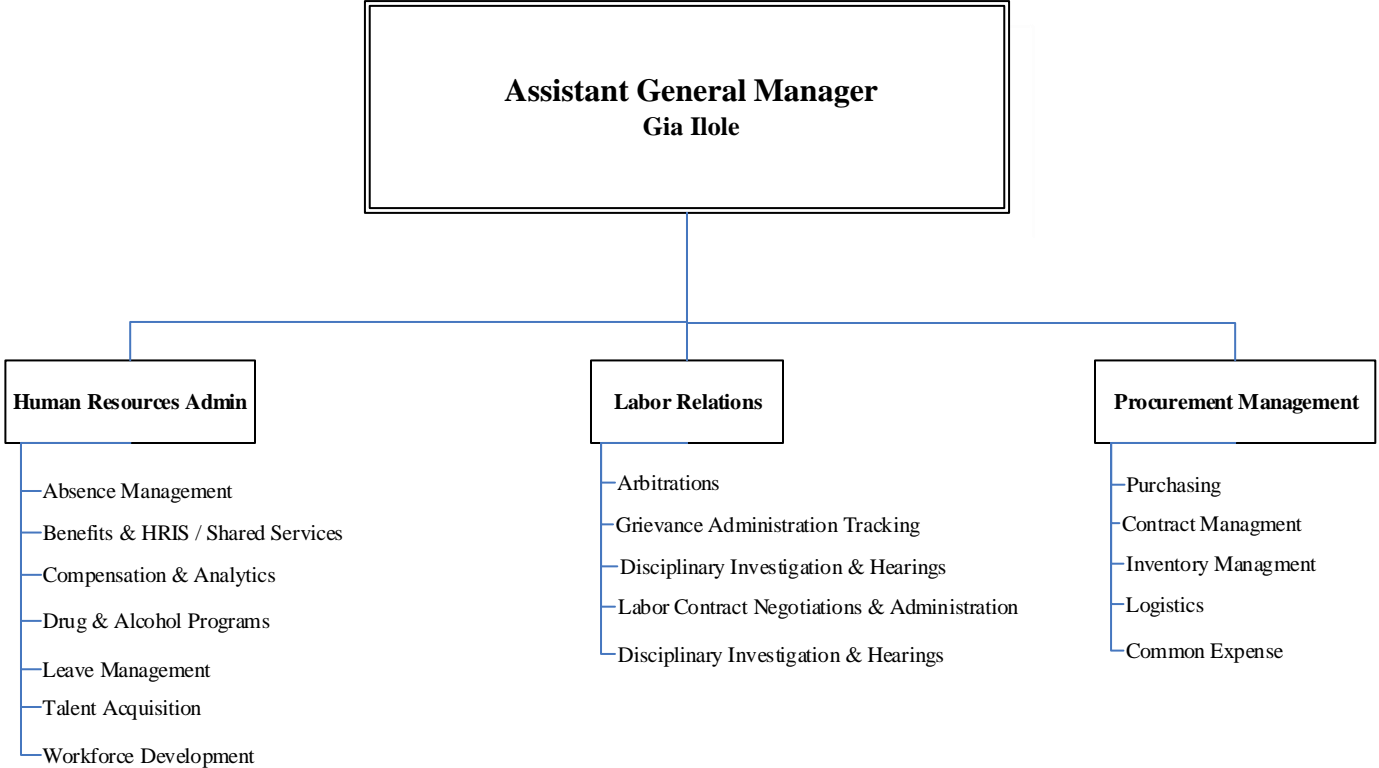 Assistant General Manager
Gia Ilole
Human Resources Admin
Absence Management
Benefits & HRIS / Shared Services
Compensation & Analytics
Drug & Alcohol Programs
Leave Management
Talent Acquisition
Workforce Development
Labor Relations
Arbitrations
Grievance Administration Tracking
Disciplinary Investigation & Hearings
Labor Contract Negotiations & Administration
Disciplinary Investigation & Hearings
Procurement Management
Purchasing
Contract Managment
Inventory Managment
Logistics
Common Expense